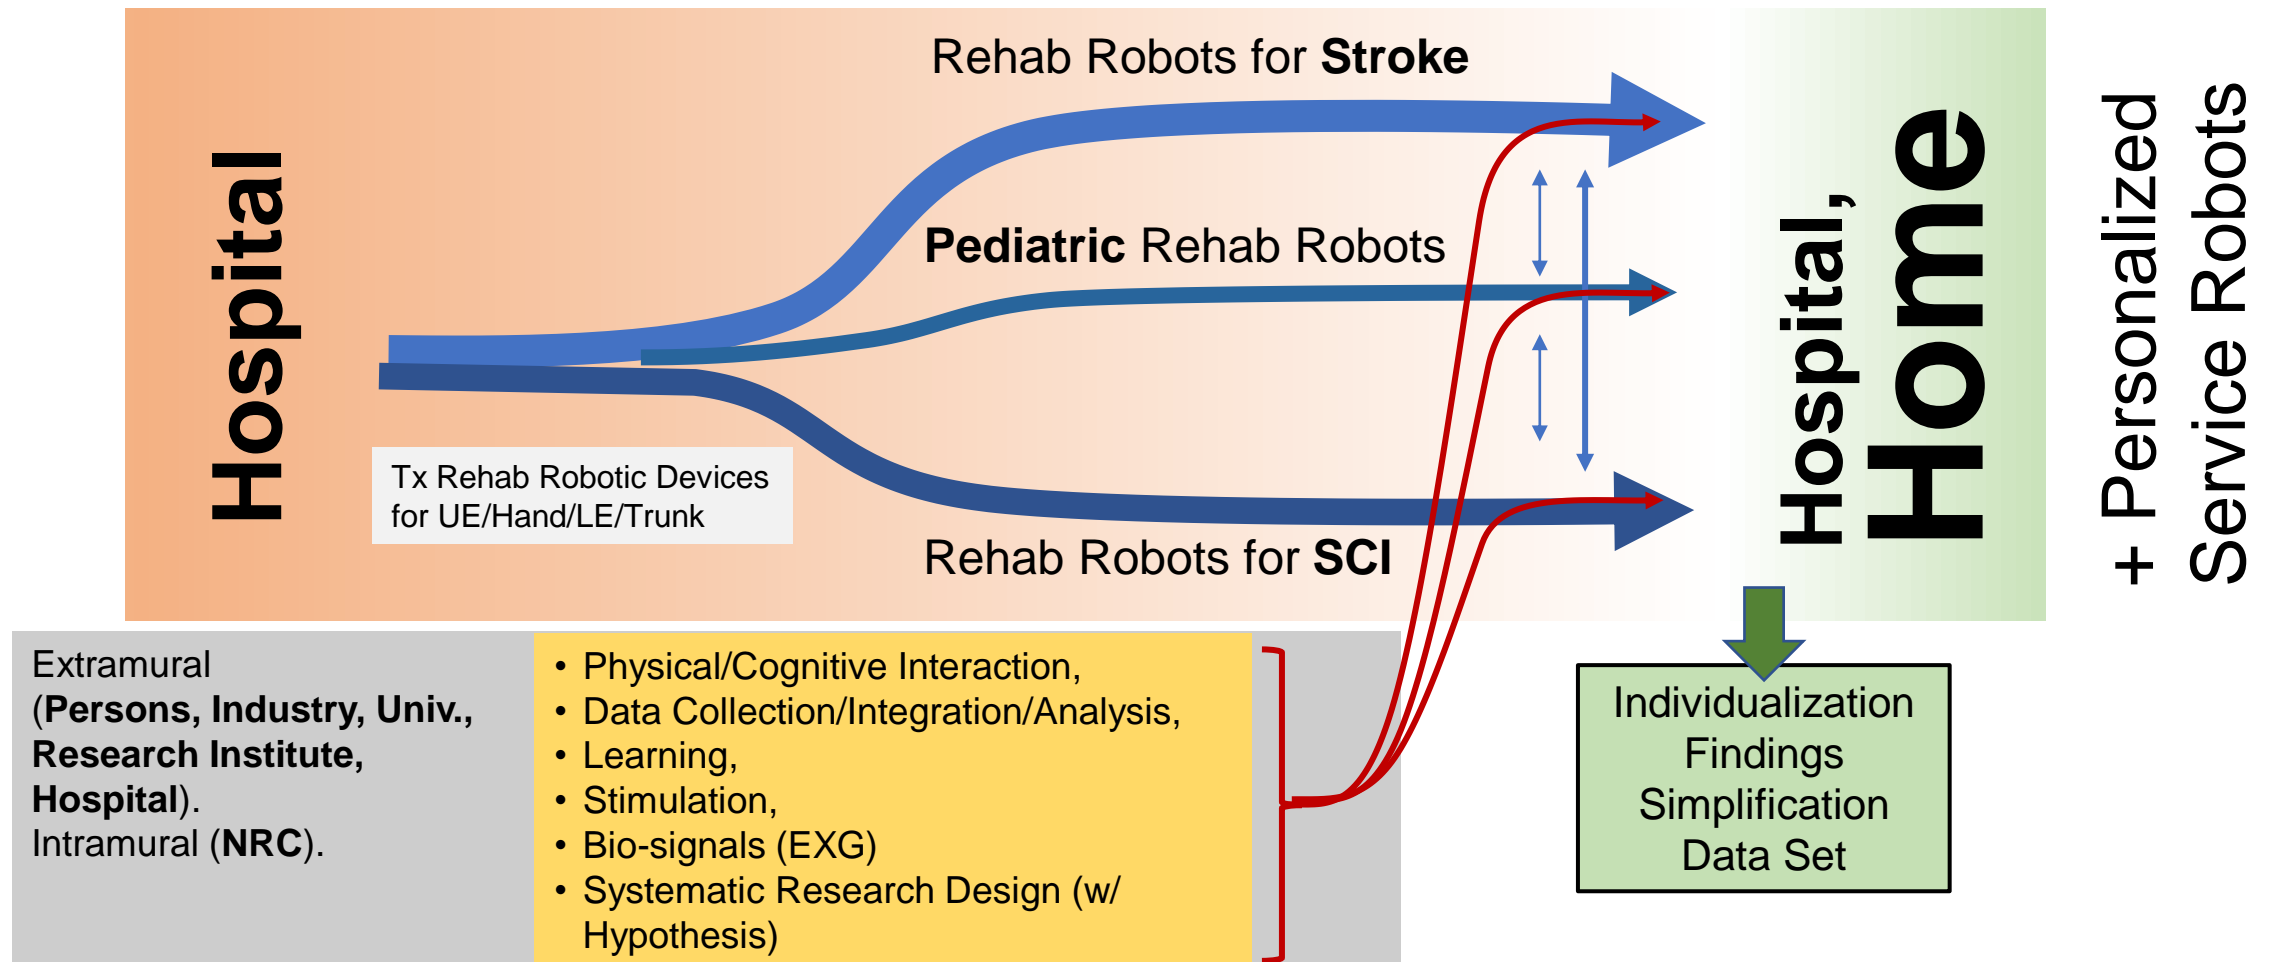 Hospital
Rehab Robots for Stroke
Pediatric Rehab Robots
Tx Rehab Robotic Devices
for UE/Hand/LE/Trunk
Rehab Robots for SCI
Hospital,
Home
+ Personalized
Service Robots
Extramural
(Persons, Industry, Univ.,
Research Institute,
Hospital).
Intramural (NRC).
• Physical/Cognitive Interaction,
• Data Collection/Integration/Analysis,
• Learning,
• Stimulation,
• Bio-signals (EXG)
• Systematic Research Design (w/
Hypothesis)
Individualization
Findings
Simplification
Data Set